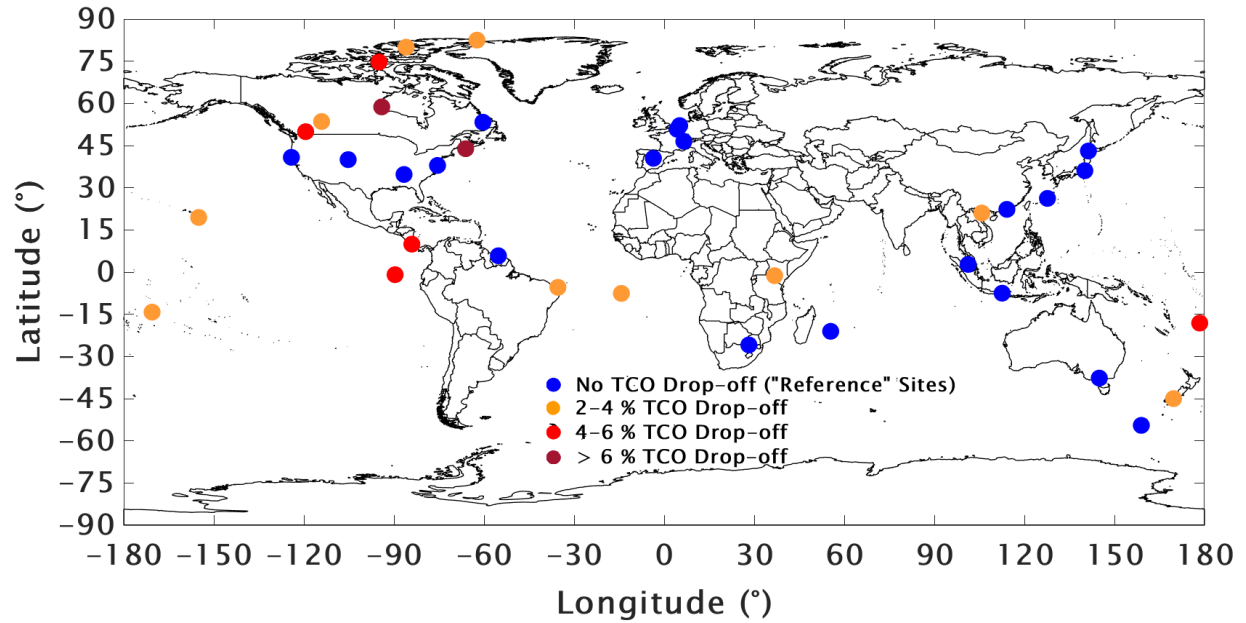 90
75
60
45
30
15
0
-15
-30
-45
-60
-75
-90
Latitude (°)
No TCO Drop-off ("Reference" Sites)
2-4 % TCO Drop-off
4-6 % TCO Drop-off
> 6 % TCO Drop-off
-180 -150 -120 -90 -60 -30 0 30 60 90 120 150 180
Longitude (°)